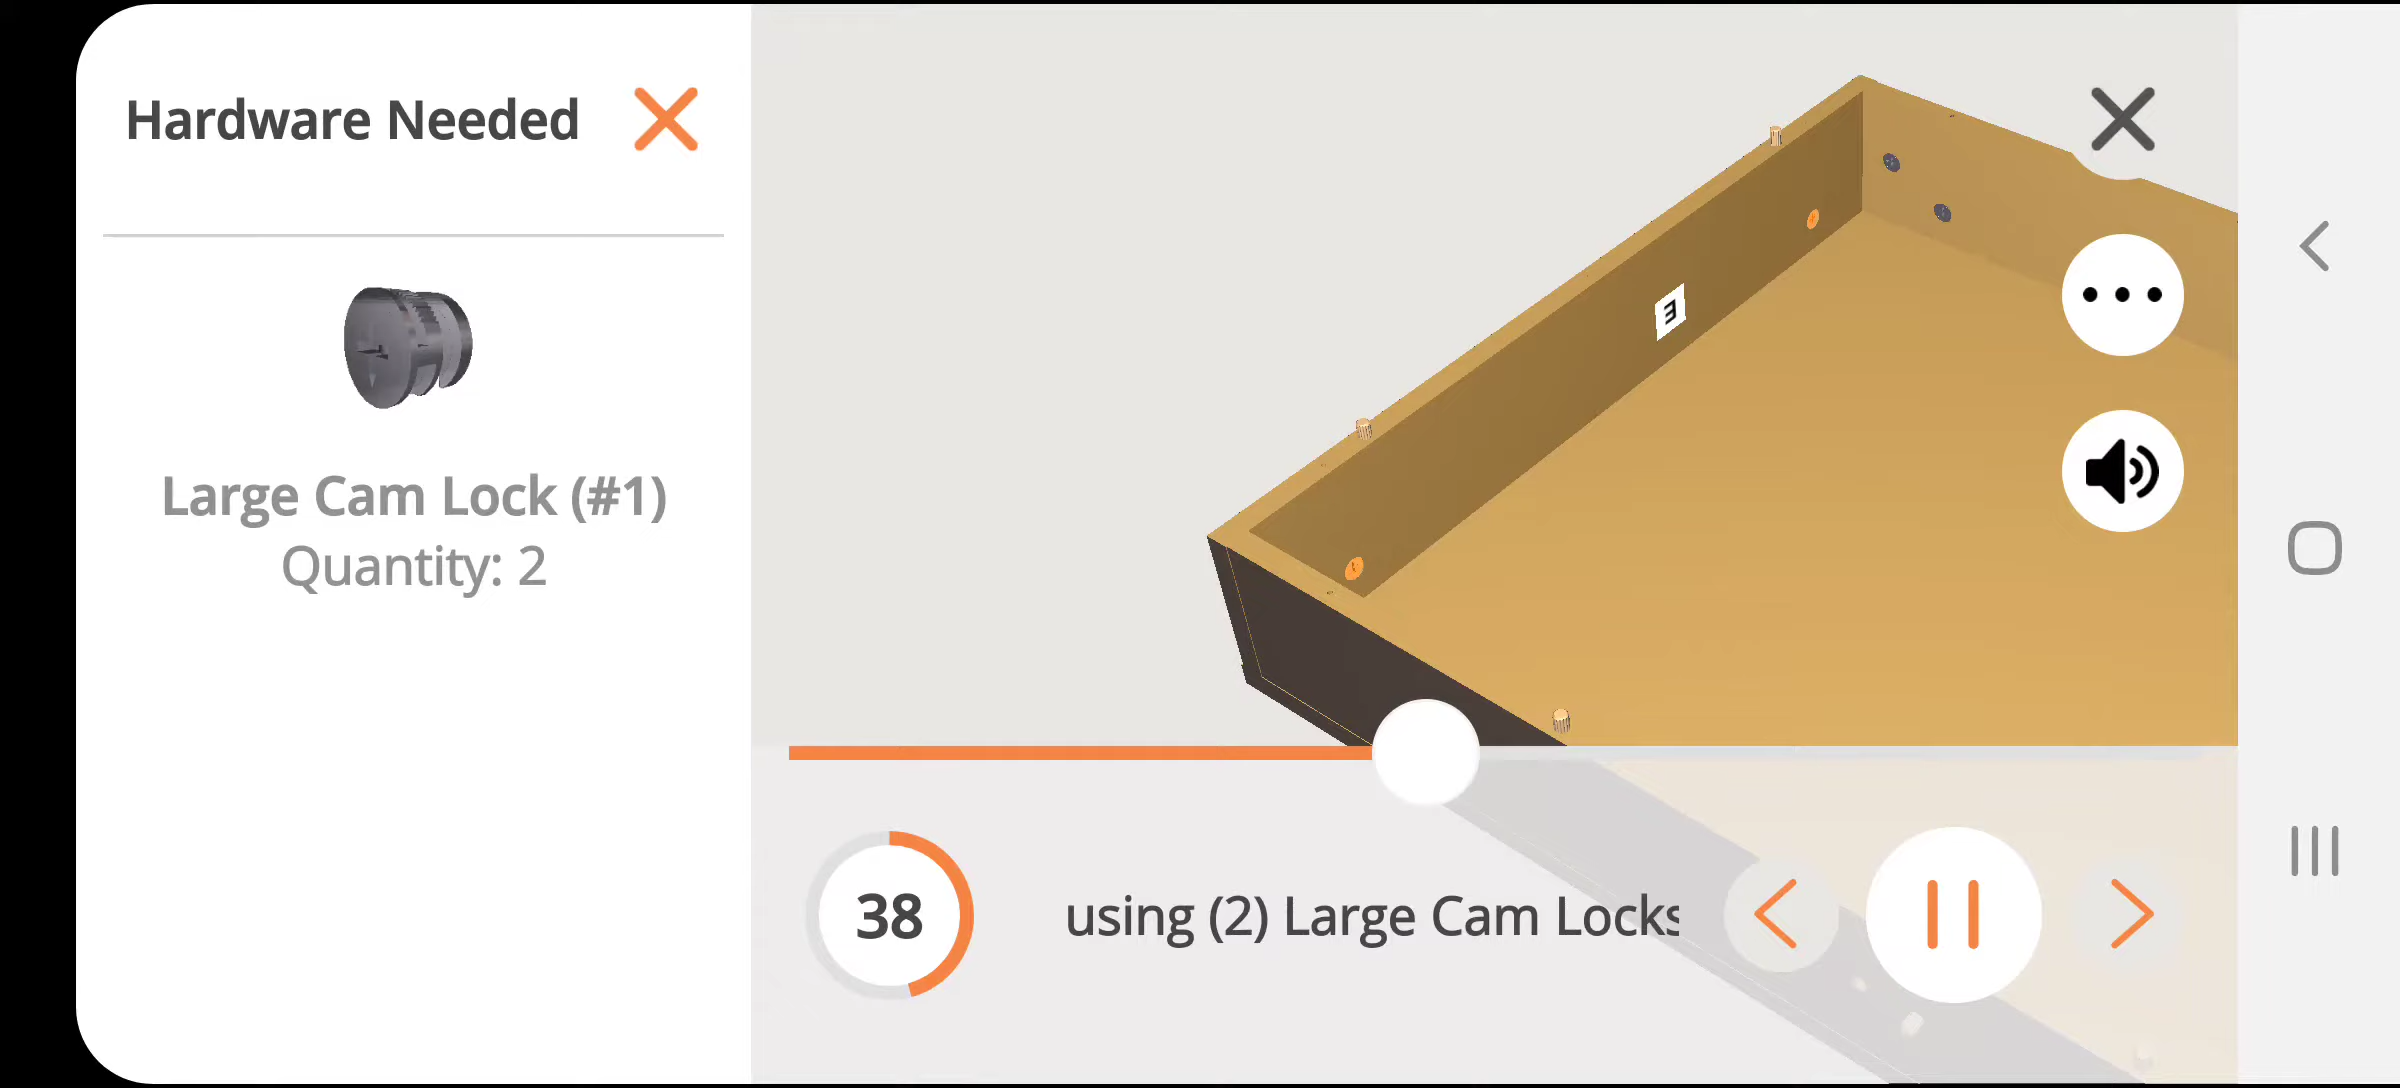 Hardware Needed
Large Cam Lock (#1)
Quantity: 2
E
38
using (2) Large Cam Locks